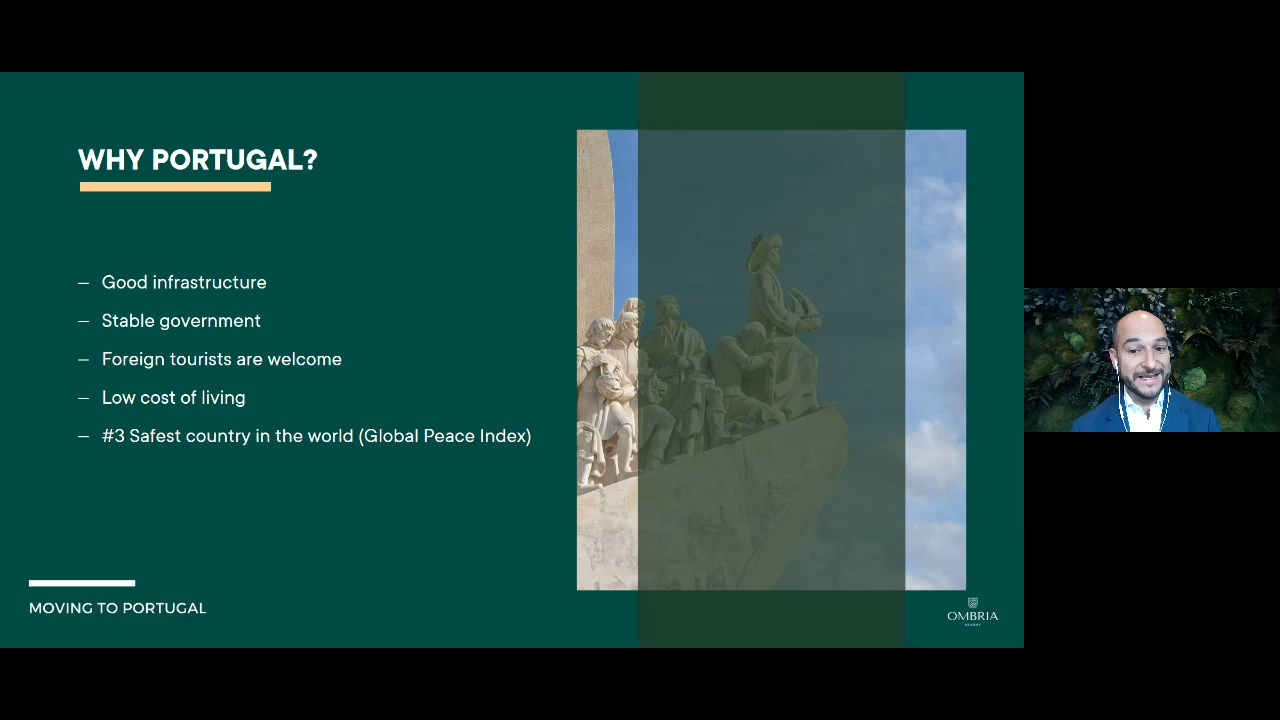 WHY PORTUGAL?
– Good infrastructure
– Stable government
– Foreign tourists are welcome
– Low cost of living
– #3 Safest country in the world (Global Peace Index)
MOVING TO PORTUGAL
OMBRIA
RESORT